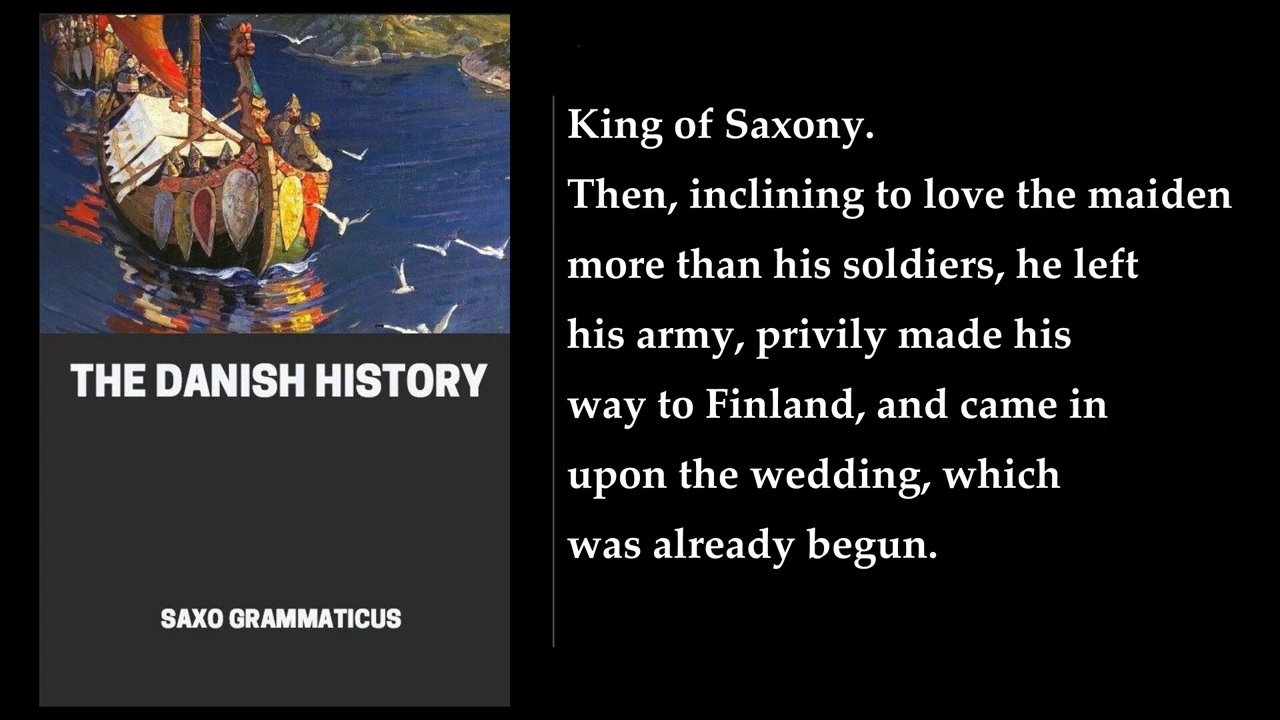 THE DANISH HISTORY
SAXO GRAMMATICUS
King of Saxony.
Then, inclining to love the maiden
more than his soldiers, he left
his army, privily made his
way to Finland, and came in
upon the wedding, which
was already begun.